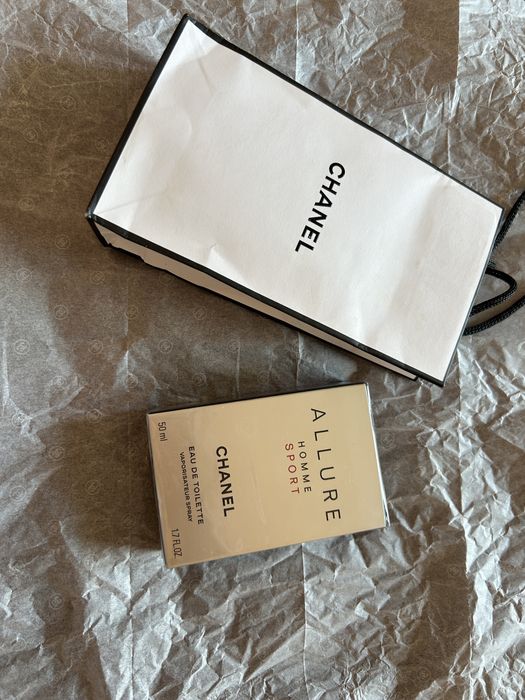 CHANEL
ALLURE
HOMME
SPORT
CHANEL
EAU DE TOILETTE
VAPORISATEUR SPRAY
50 ml
1.7 FL.OZ.